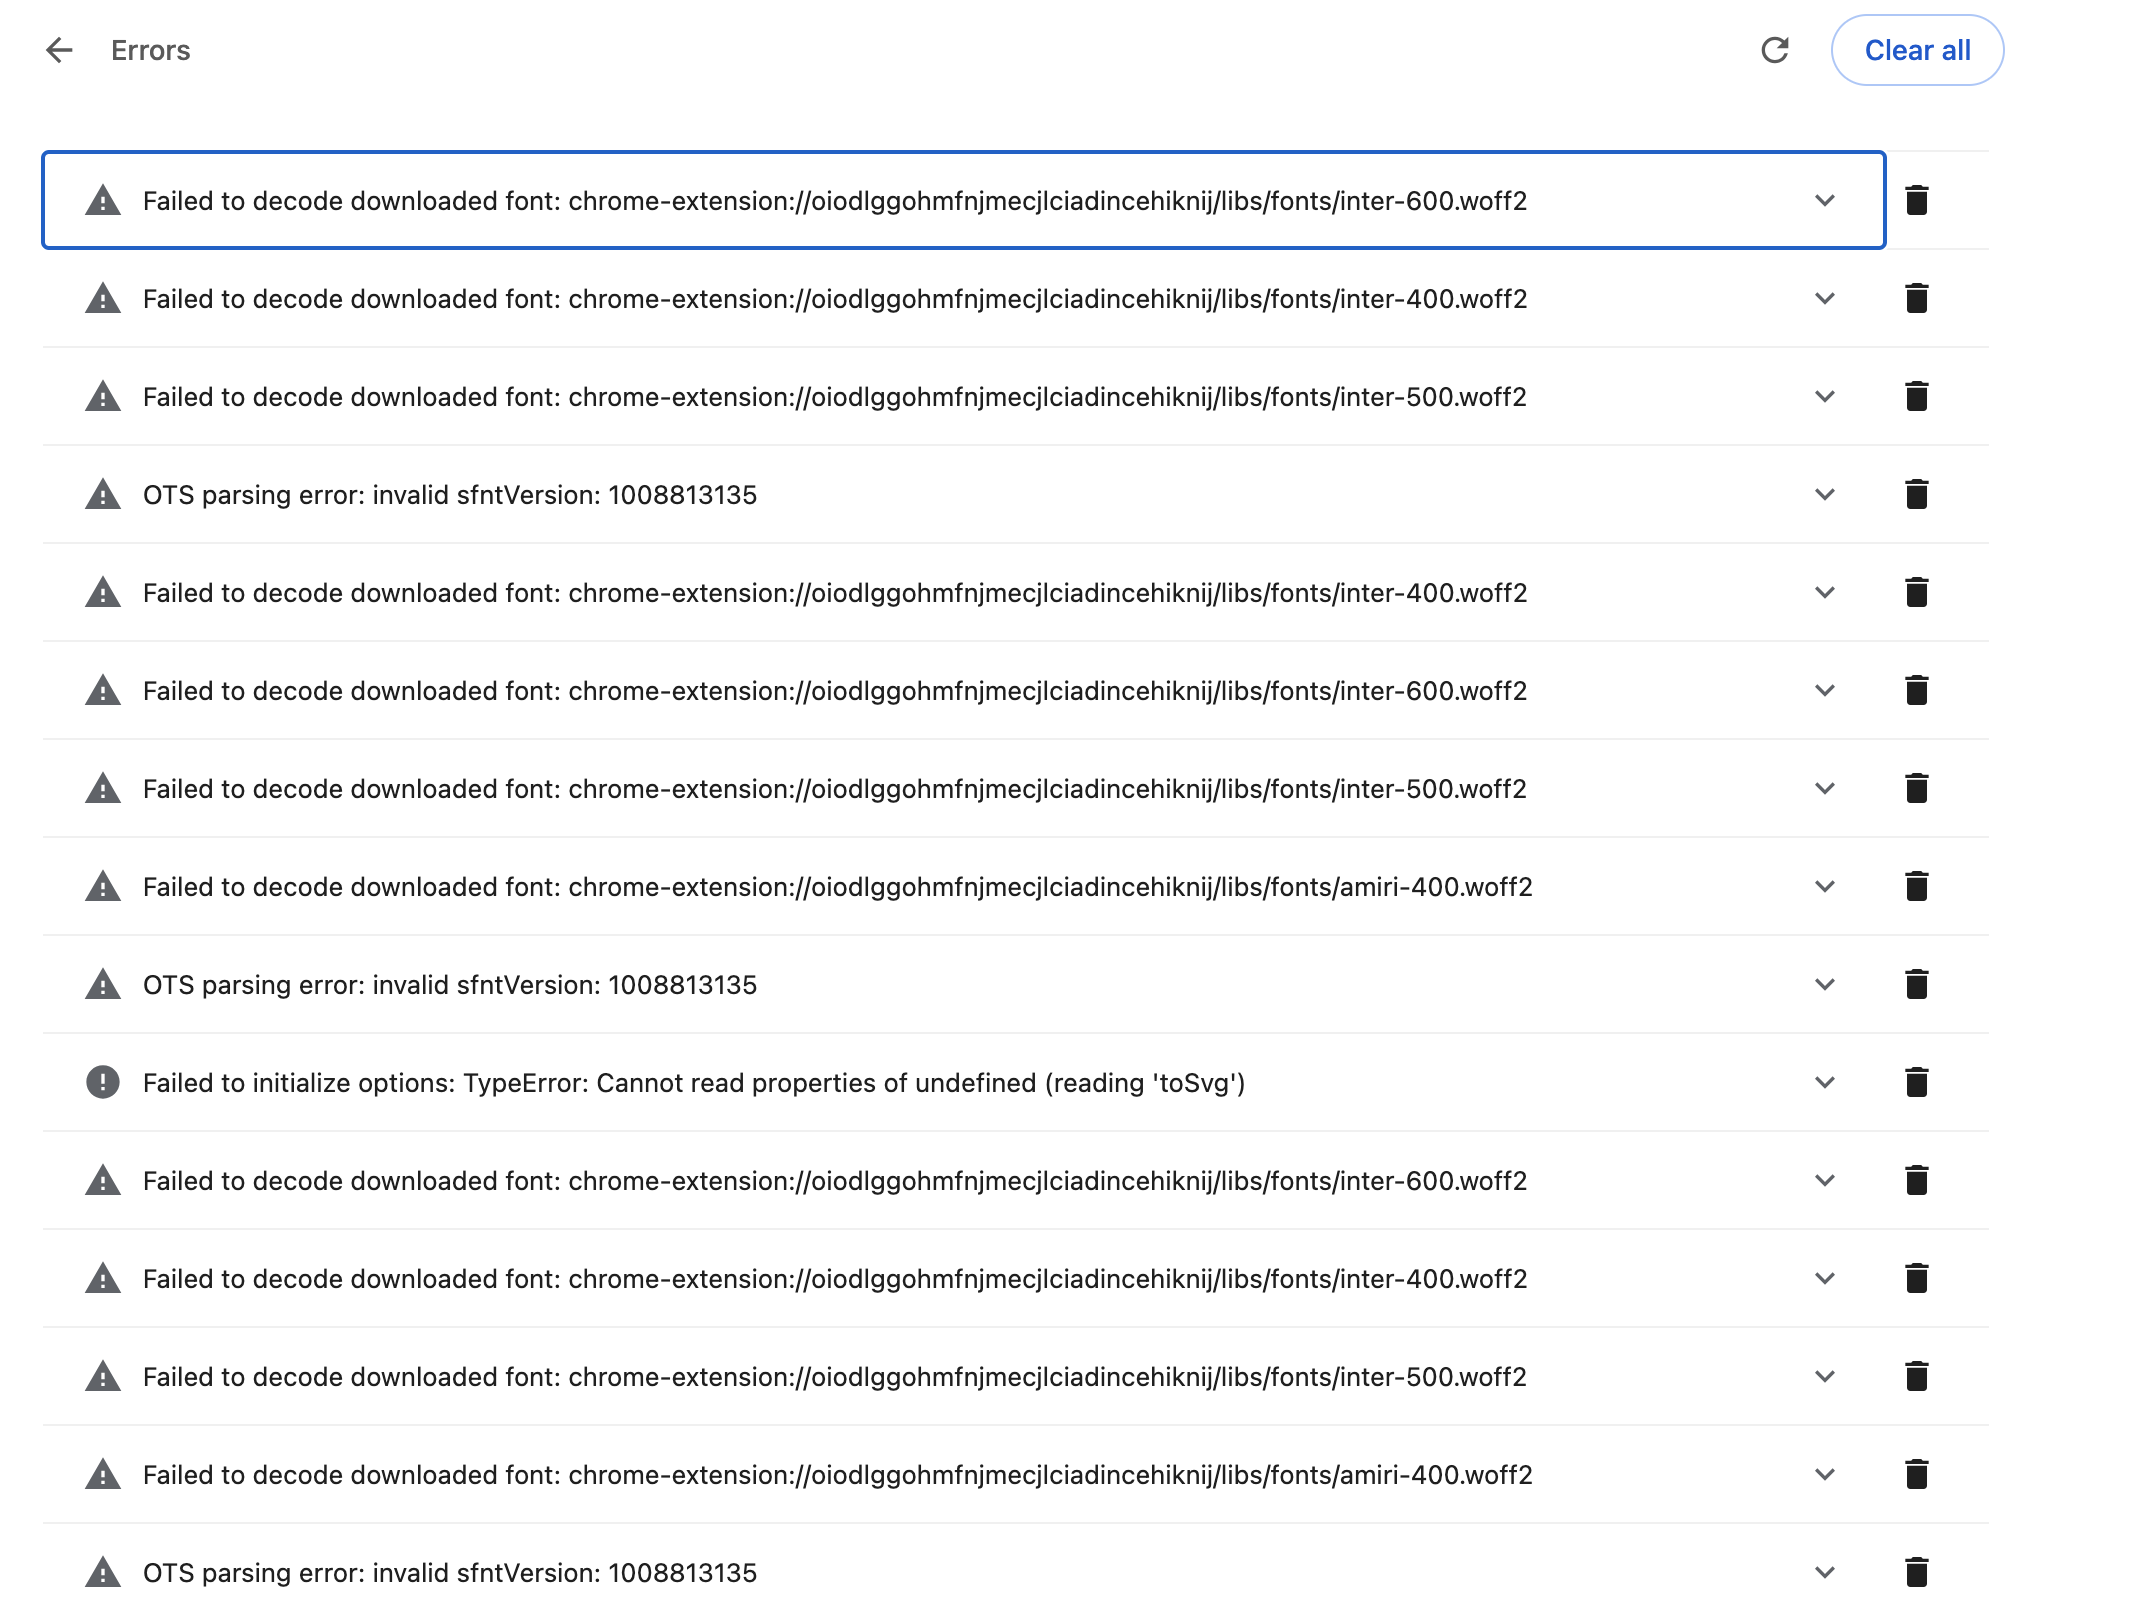 Errors
Clear all
Failed to decode downloaded font: chrome-extension://oiodlggohmfnjmecjlciadincehiknij/libs/fonts/inter-600.woff2
Failed to decode downloaded font: chrome-extension://oiodlggohmfnjmecjlciadincehiknij/libs/fonts/inter-400.woff2
Failed to decode downloaded font: chrome-extension://oiodlggohmfnjmecjlciadincehiknij/libs/fonts/inter-500.woff2
OTS parsing error: invalid sfntVersion: 1008813135
Failed to decode downloaded font: chrome-extension://oiodlggohmfnjmecjlciadincehiknij/libs/fonts/inter-400.woff2
Failed to decode downloaded font: chrome-extension://oiodlggohmfnjmecjlciadincehiknij/libs/fonts/inter-600.woff2
Failed to decode downloaded font: chrome-extension://oiodlggohmfnjmecjlciadincehiknij/libs/fonts/inter-500.woff2
Failed to decode downloaded font: chrome-extension://oiodlggohmfnjmecjlciadincehiknij/libs/fonts/amiri-400.woff2
OTS parsing error: invalid sfntVersion: 1008813135
Failed to initialize options: TypeError: Cannot read properties of undefined (reading 'toSvg')
Failed to decode downloaded font: chrome-extension://oiodlggohmfnjmecjlciadincehiknij/libs/fonts/inter-600.woff2
Failed to decode downloaded font: chrome-extension://oiodlggohmfnjmecjlciadincehiknij/libs/fonts/inter-400.woff2
Failed to decode downloaded font: chrome-extension://oiodlggohmfnjmecjlciadincehiknij/libs/fonts/inter-500.woff2
Failed to decode downloaded font: chrome-extension://oiodlggohmfnjmecjlciadincehiknij/libs/fonts/amiri-400.woff2
OTS parsing error: invalid sfntVersion: 1008813135